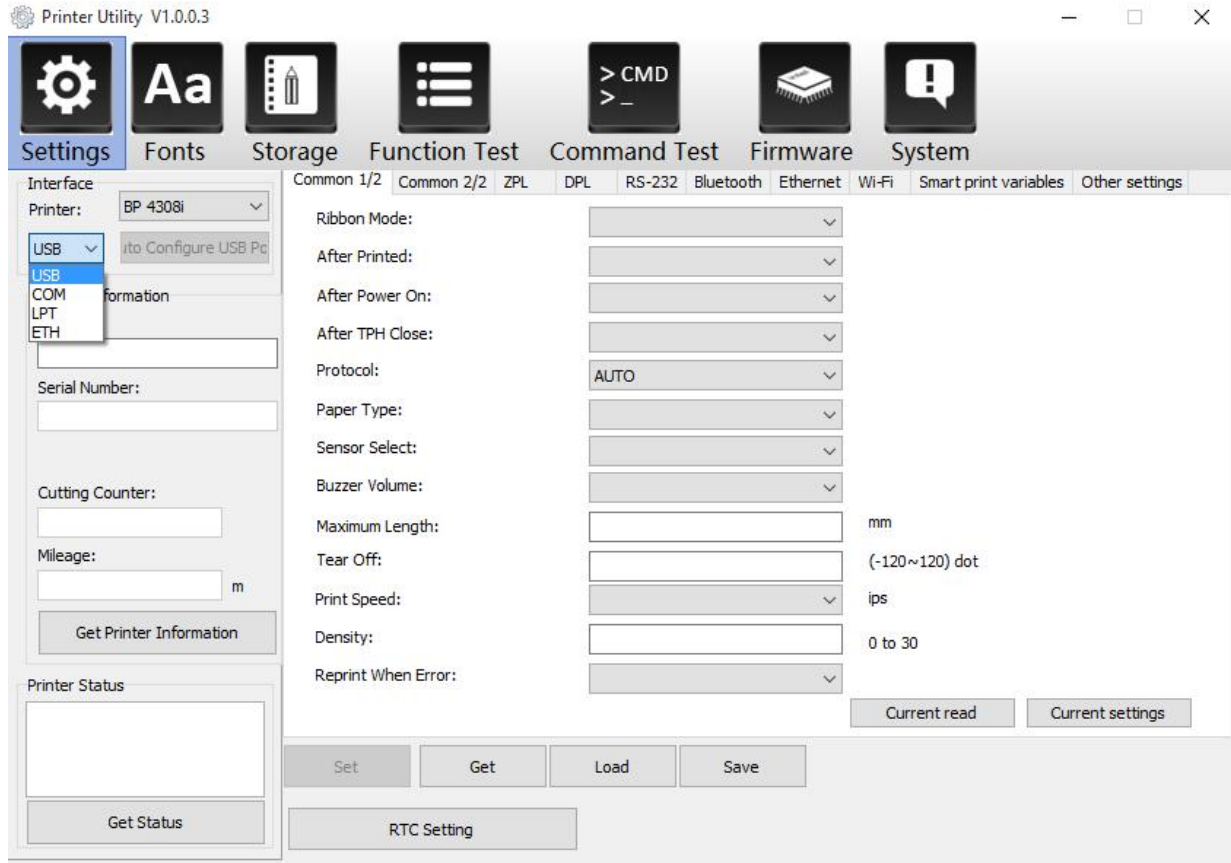 Printer Utility V1.0.0.3
Aa
> CMD
> _
Settings Fonts Storage Function Test Command Test Firmware System
Interface
Printer: BP 4308i
USB ito Configure USB Po
USB
COM
LPT
ETH
formation
Serial Number:
Cutting Counter:
Mileage:
m
Get Printer Information
Printer Status
Get Status
Common 1/2 Common 2/2 ZPL DPL RS-232 Bluetooth Ethernet Wi-Fi Smart print variables Other settings
Ribbon Mode:
After Printed:
After Power On:
After TPH Close:
Protocol: AUTO
Paper Type:
Sensor Select:
Buzzer Volume:
Maximum Length: mm
Tear Off: (-120~120) dot
Print Speed: ips
Density: 0 to 30
Reprint When Error:
Current read Current settings
Set Get Load Save
RTC Setting